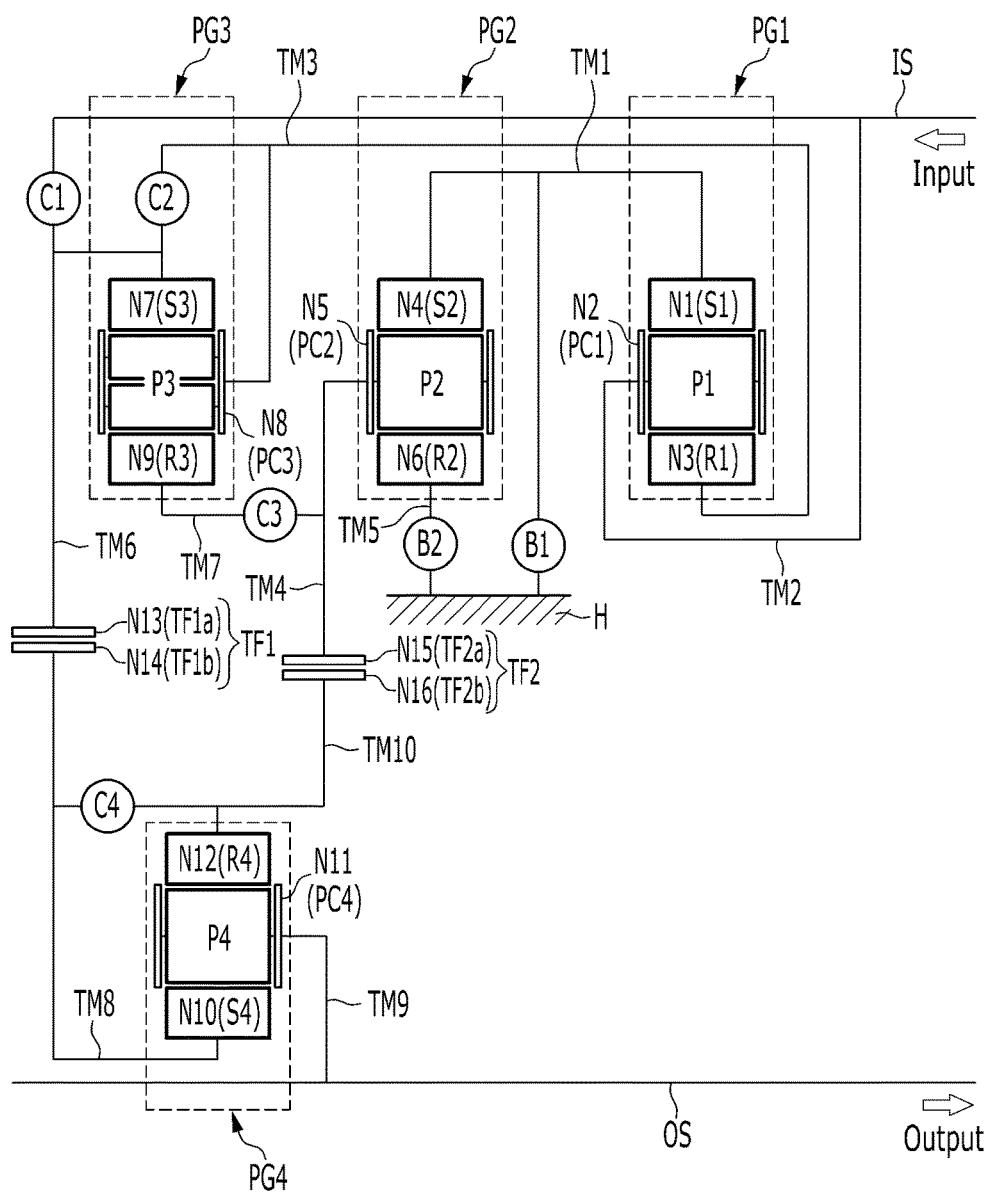 PG3
PG2
PG1
TM3
TM1
IS
Input
C1
C2
N7(S3)
N4(S2)
N1(S1)
N5
(PC2)
N2
(PC1)
P3
P2
P1
N8
(PC3)
N9(R3)
N6(R2)
N3(R1)
C3
TM5
TM6
TM7
B2
B1
TM4
TM2
H
N13(TF1a)
N14(TF1b)
TF1
N15(TF2a)
N16(TF2b)
TF2
TM10
C4
N12(R4)
N11
(PC4)
P4
TM8
N10(S4)
TM9
OS
Output
PG4